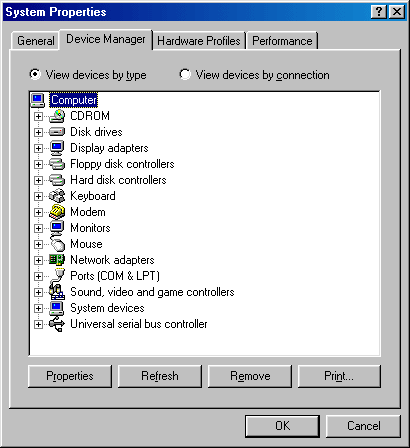 System Properties
General Device Manager Hardware Profiles Performance
View devices by type View devices by connection
Computer
CDROM
Disk drives
Display adapters
Floppy disk controllers
Hard disk controllers
Keyboard
Modem
Monitors
Mouse
Network adapters
Ports (COM & LPT)
Sound, video and game controllers
System devices
Universal serial bus controller
Properties Refresh Remove Print...
OK Cancel